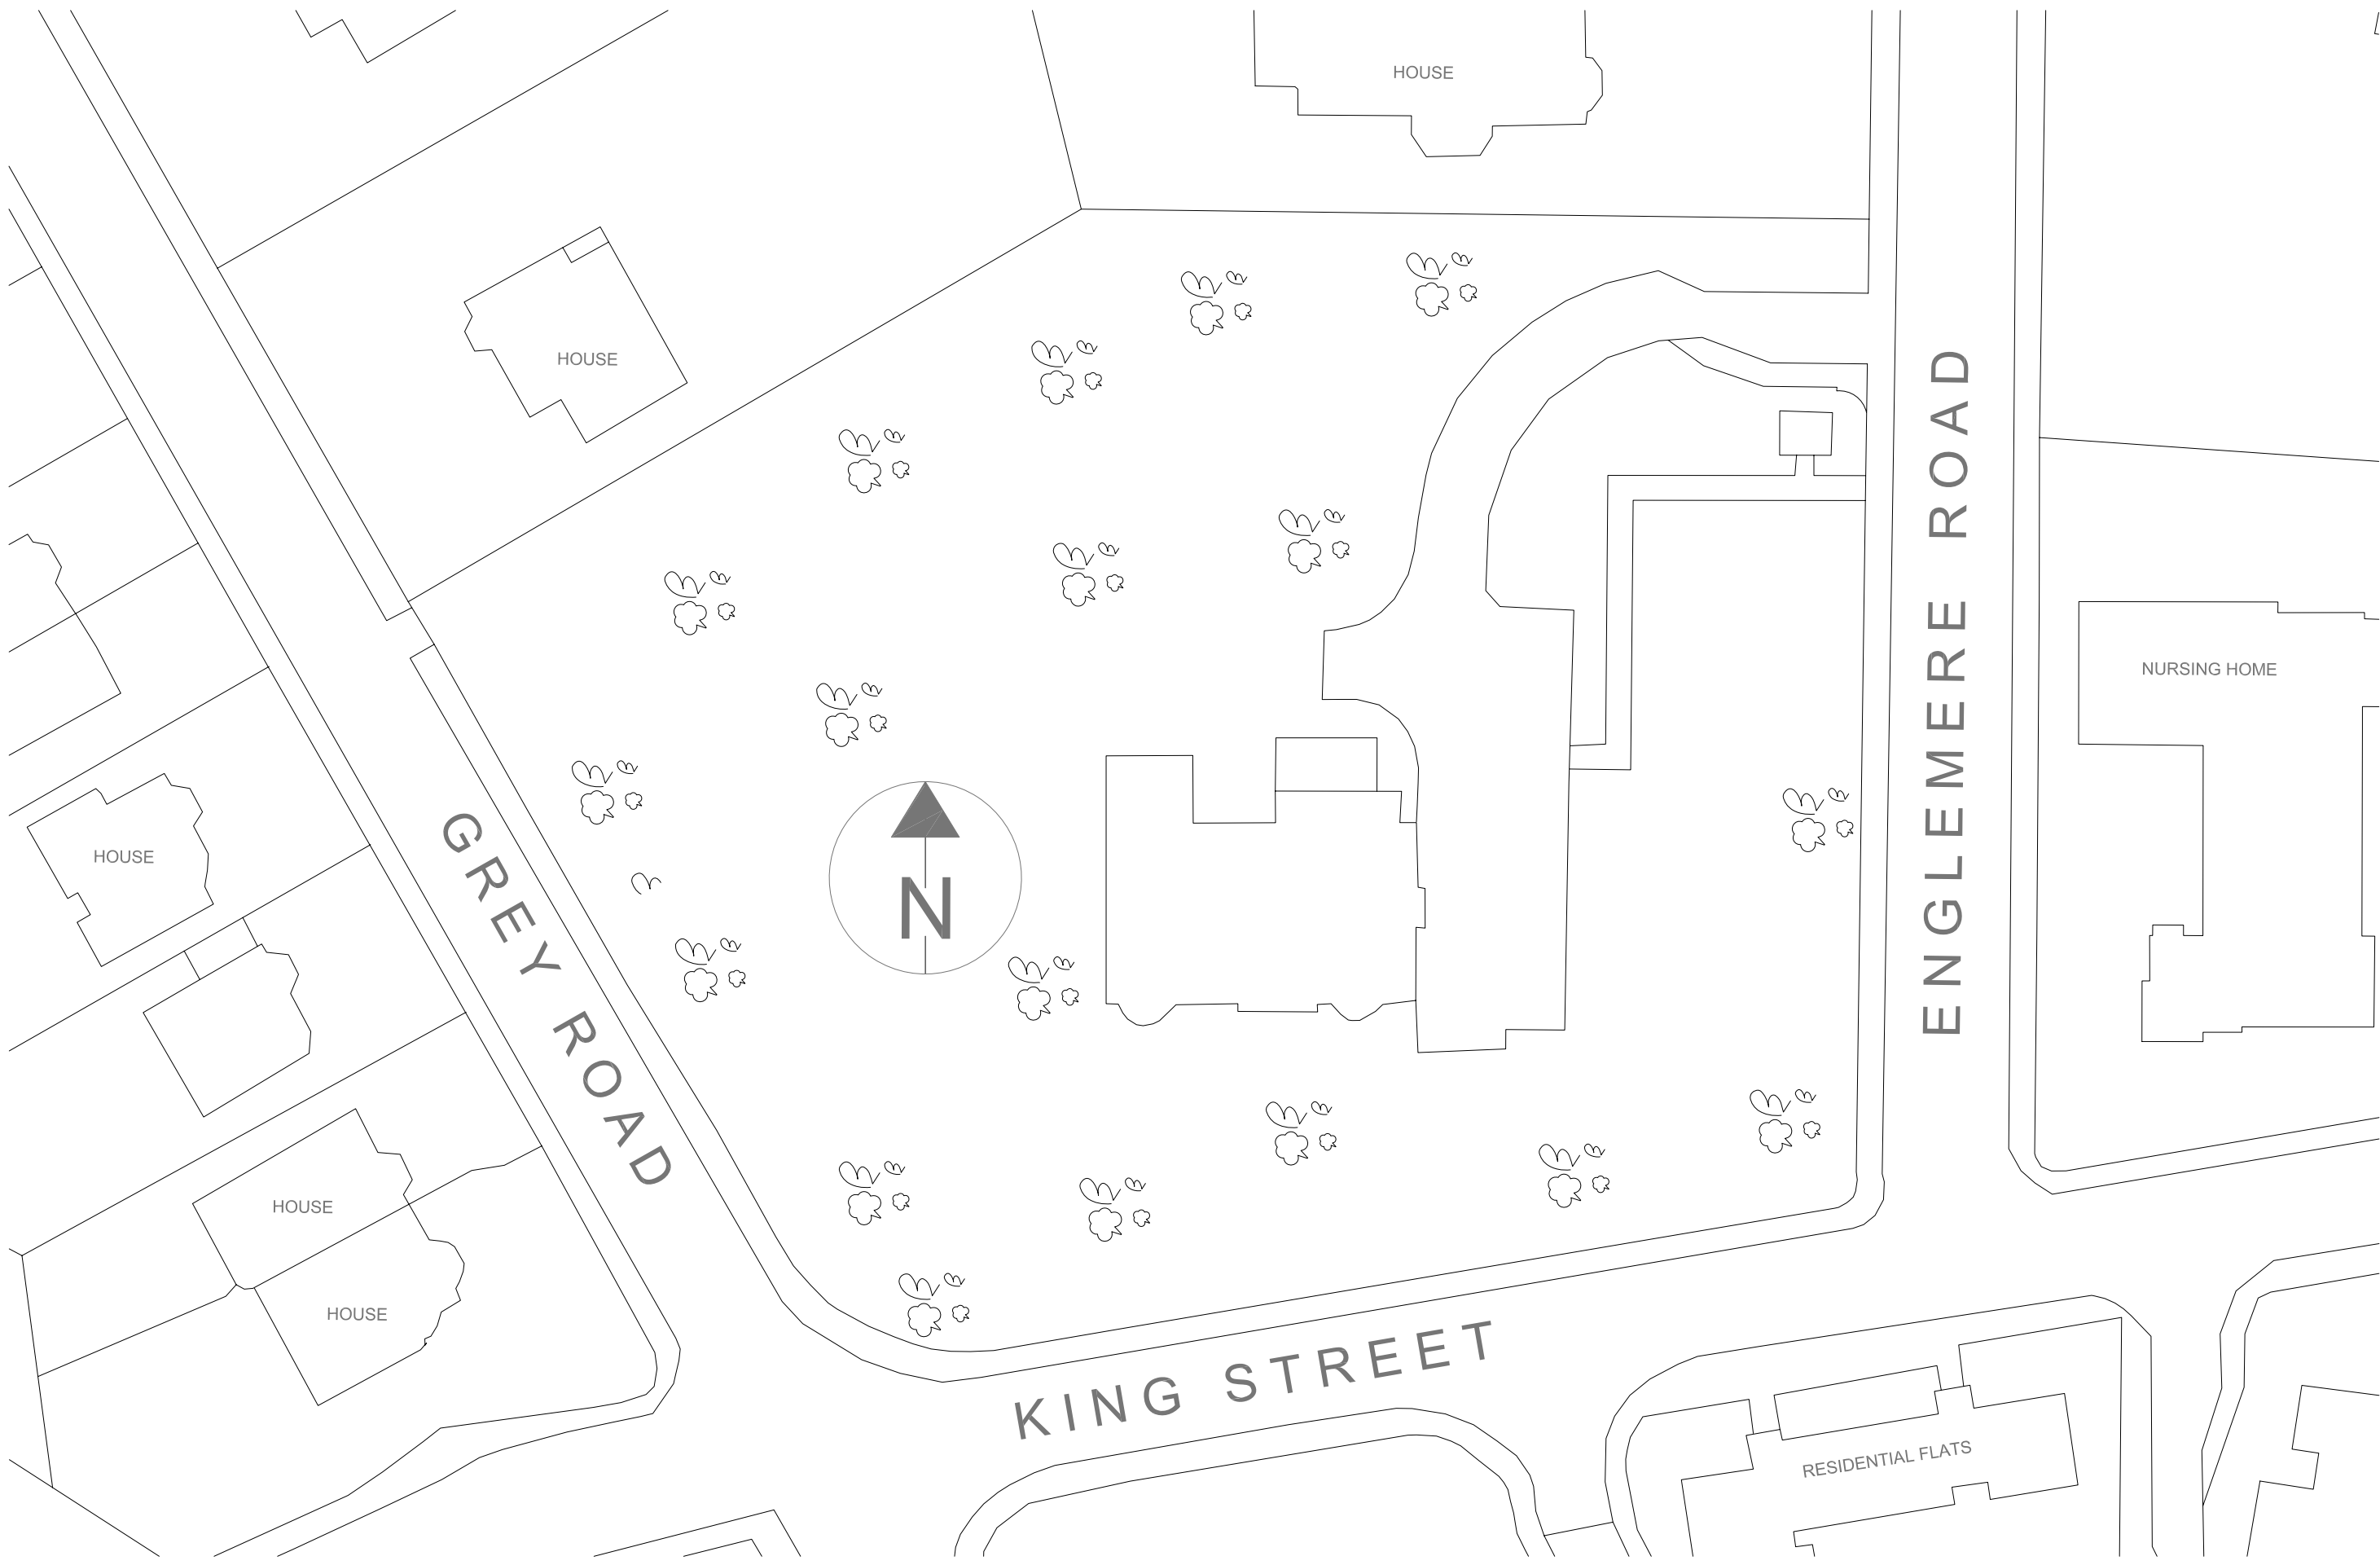 HOUSE
HOUSE
ENGLEMERE ROAD
NURSING HOME
GREY ROAD
HOUSE
N
HOUSE
HOUSE
KING STREET
RESIDENTIAL FLATS